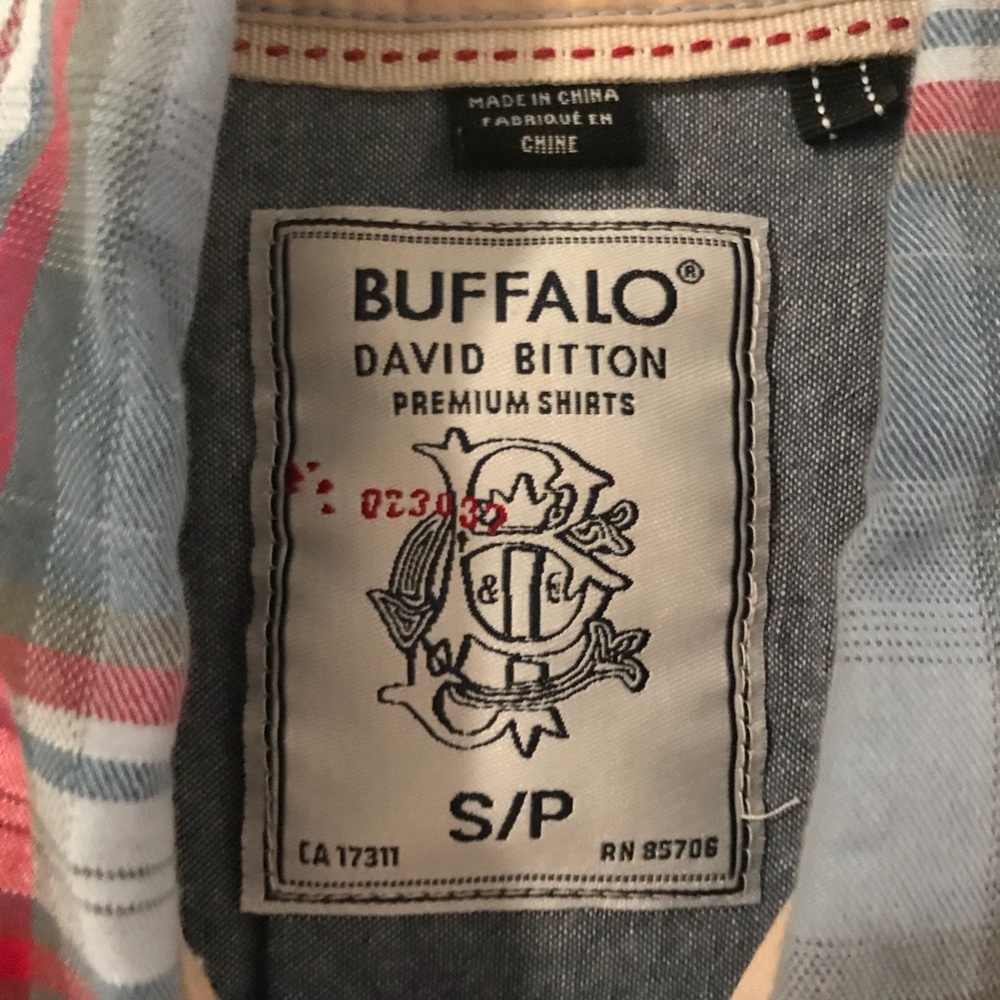 MADE IN CHINA
FABRIQUÉ EN
CHINE
BUFFALO®
DAVID BITTON
PREMIUM SHIRTS
&
S/P
CA 17311
RN 85706